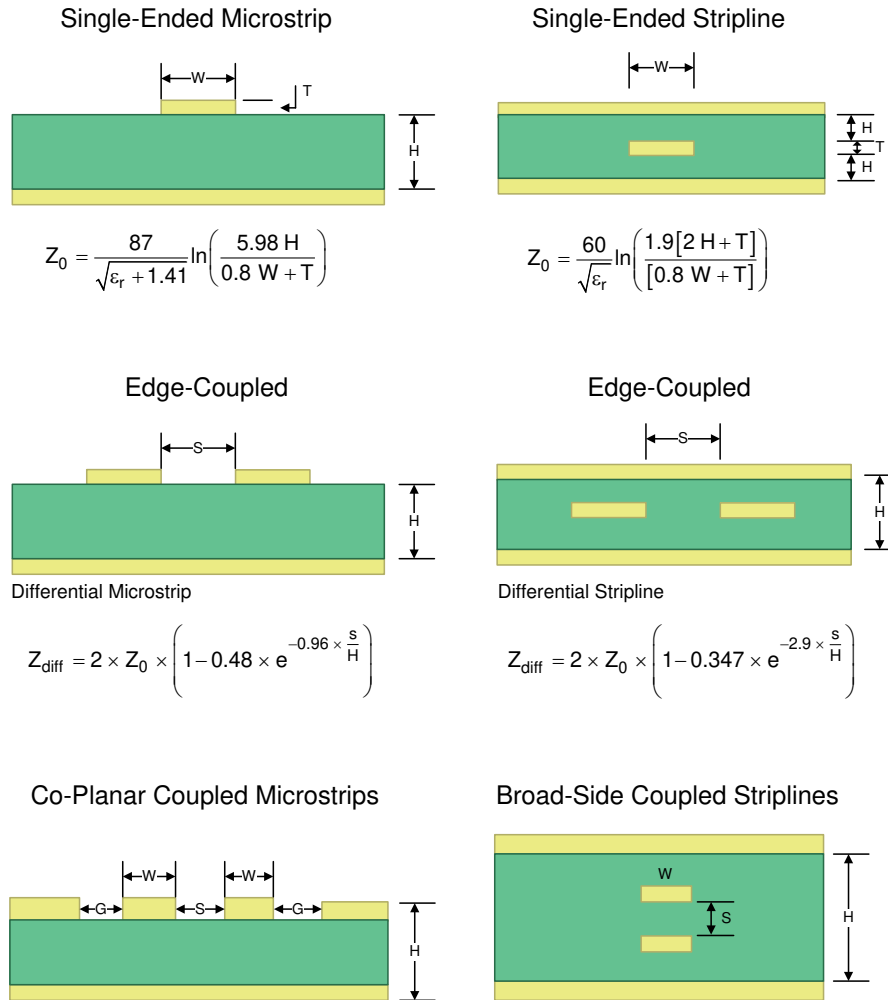 Single-Ended Microstrip
W
T
H
Z₀ = 87 / √(εᵣ + 1.41) ln(5.98 H / (0.8 W + T))
Single-Ended Stripline
W
H
T
H
Z₀ = 60 / √εᵣ ln(1.9[2 H + T] / [0.8 W + T])
Edge-Coupled
S
H
Differential Microstrip
Z_diff = 2 × Z₀ × (1 − 0.48 × e^(−0.96 × s/H))
Edge-Coupled
S
H
Differential Stripline
Z_diff = 2 × Z₀ × (1 − 0.347 × e^(−2.9 × s/H))
Co-Planar Coupled Microstrips
W W
G S G
H
Broad-Side Coupled Striplines
W
S
H